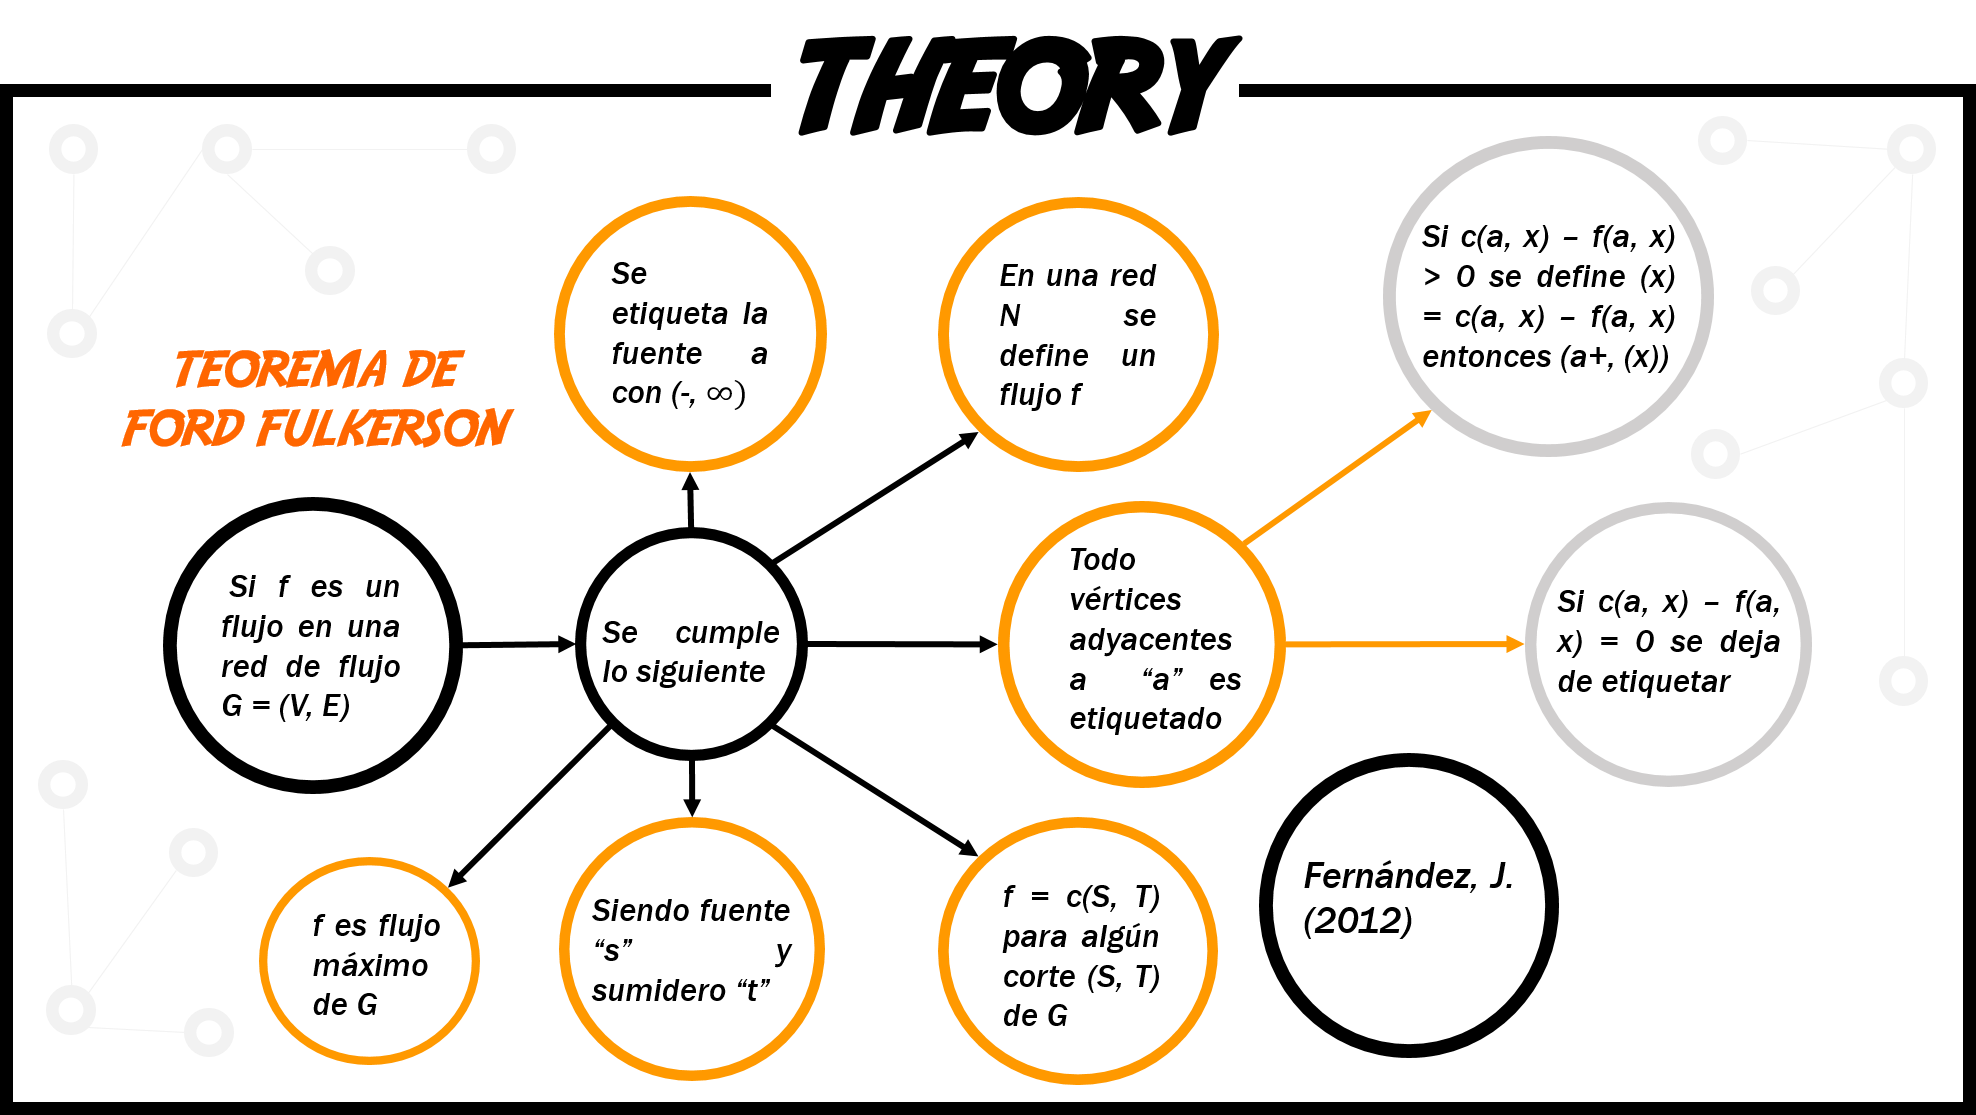 THEORY
TEOREMA DE
FORD FULKERSON
Si f es un
flujo en una
red de flujo
G = (V, E)
Se cumple
lo siguiente
Se
etiqueta la
fuente a
con (-, ∞)
En una red
N se
define un
flujo f
Todo
vértices
adyacentes
a “a” es
etiquetado
Si c(a, x) – f(a, x)
> 0 se define (x)
= c(a, x) – f(a, x)
entonces (a+, (x))
Si c(a, x) – f(a,
x) = 0 se deja
de etiquetar
f es flujo
máximo
de G
Siendo fuente
“s” y
sumidero “t”
f = c(S, T)
para algún
corte (S, T)
de G
Fernández, J.
(2012)